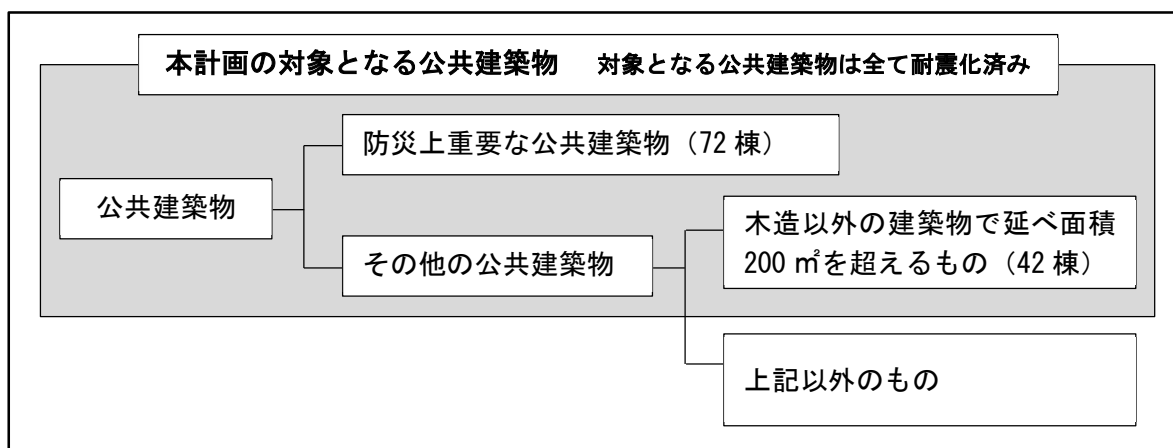 本計画の対象となる公共建築物 対象となる公共建築物は全て耐震化済み
防災上重要な公共建築物（72 棟）
公共建築物
その他の公共建築物
木造以外の建築物で延べ面積
200 ㎡を超えるもの（42 棟）
上記以外のもの